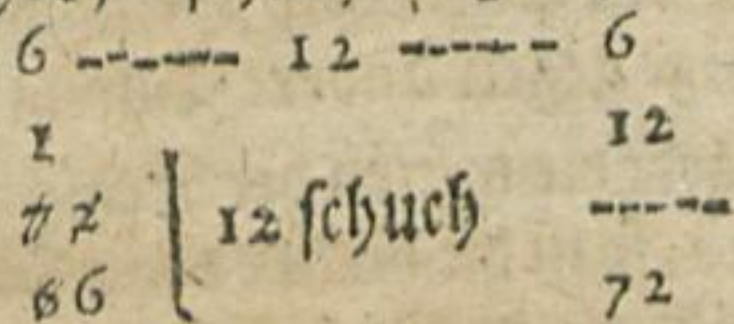 6 ------ 12 ----- 6
1 12
72 12 ſchuch -----
66 72